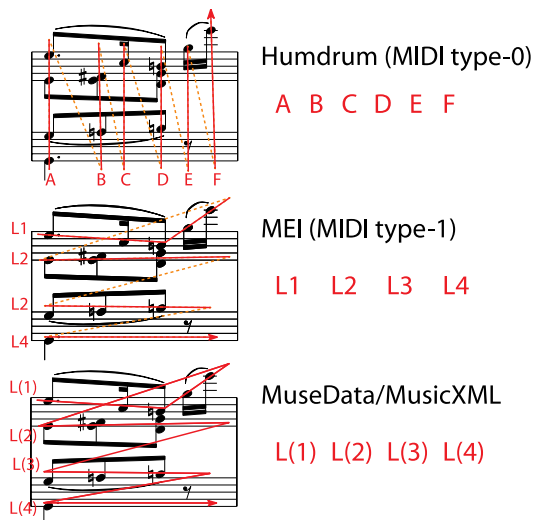 Humdrum (MIDI type-0)
A B C D E F
A B C D E F
L1
MEI (MIDI type-1)
L2
L1 L2 L3 L4
L2
L4
L(1)
MuseData/MusicXML
L(2)
L(1) L(2) L(3) L(4)
L(3)
L(4)